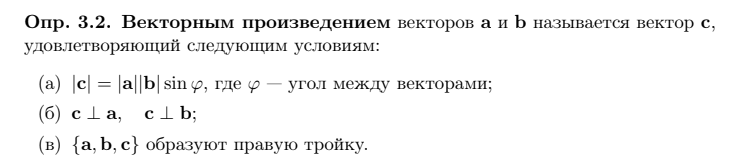 Опр. 3.2. Векторным произведением векторов a и b называется вектор c,
удовлетворяющий следующим условиям:
(а) |c| = |a||b| sin φ, где φ — угол между векторами;
(б) c ⊥ a, c ⊥ b;
(в) {a, b, c} образуют правую тройку.